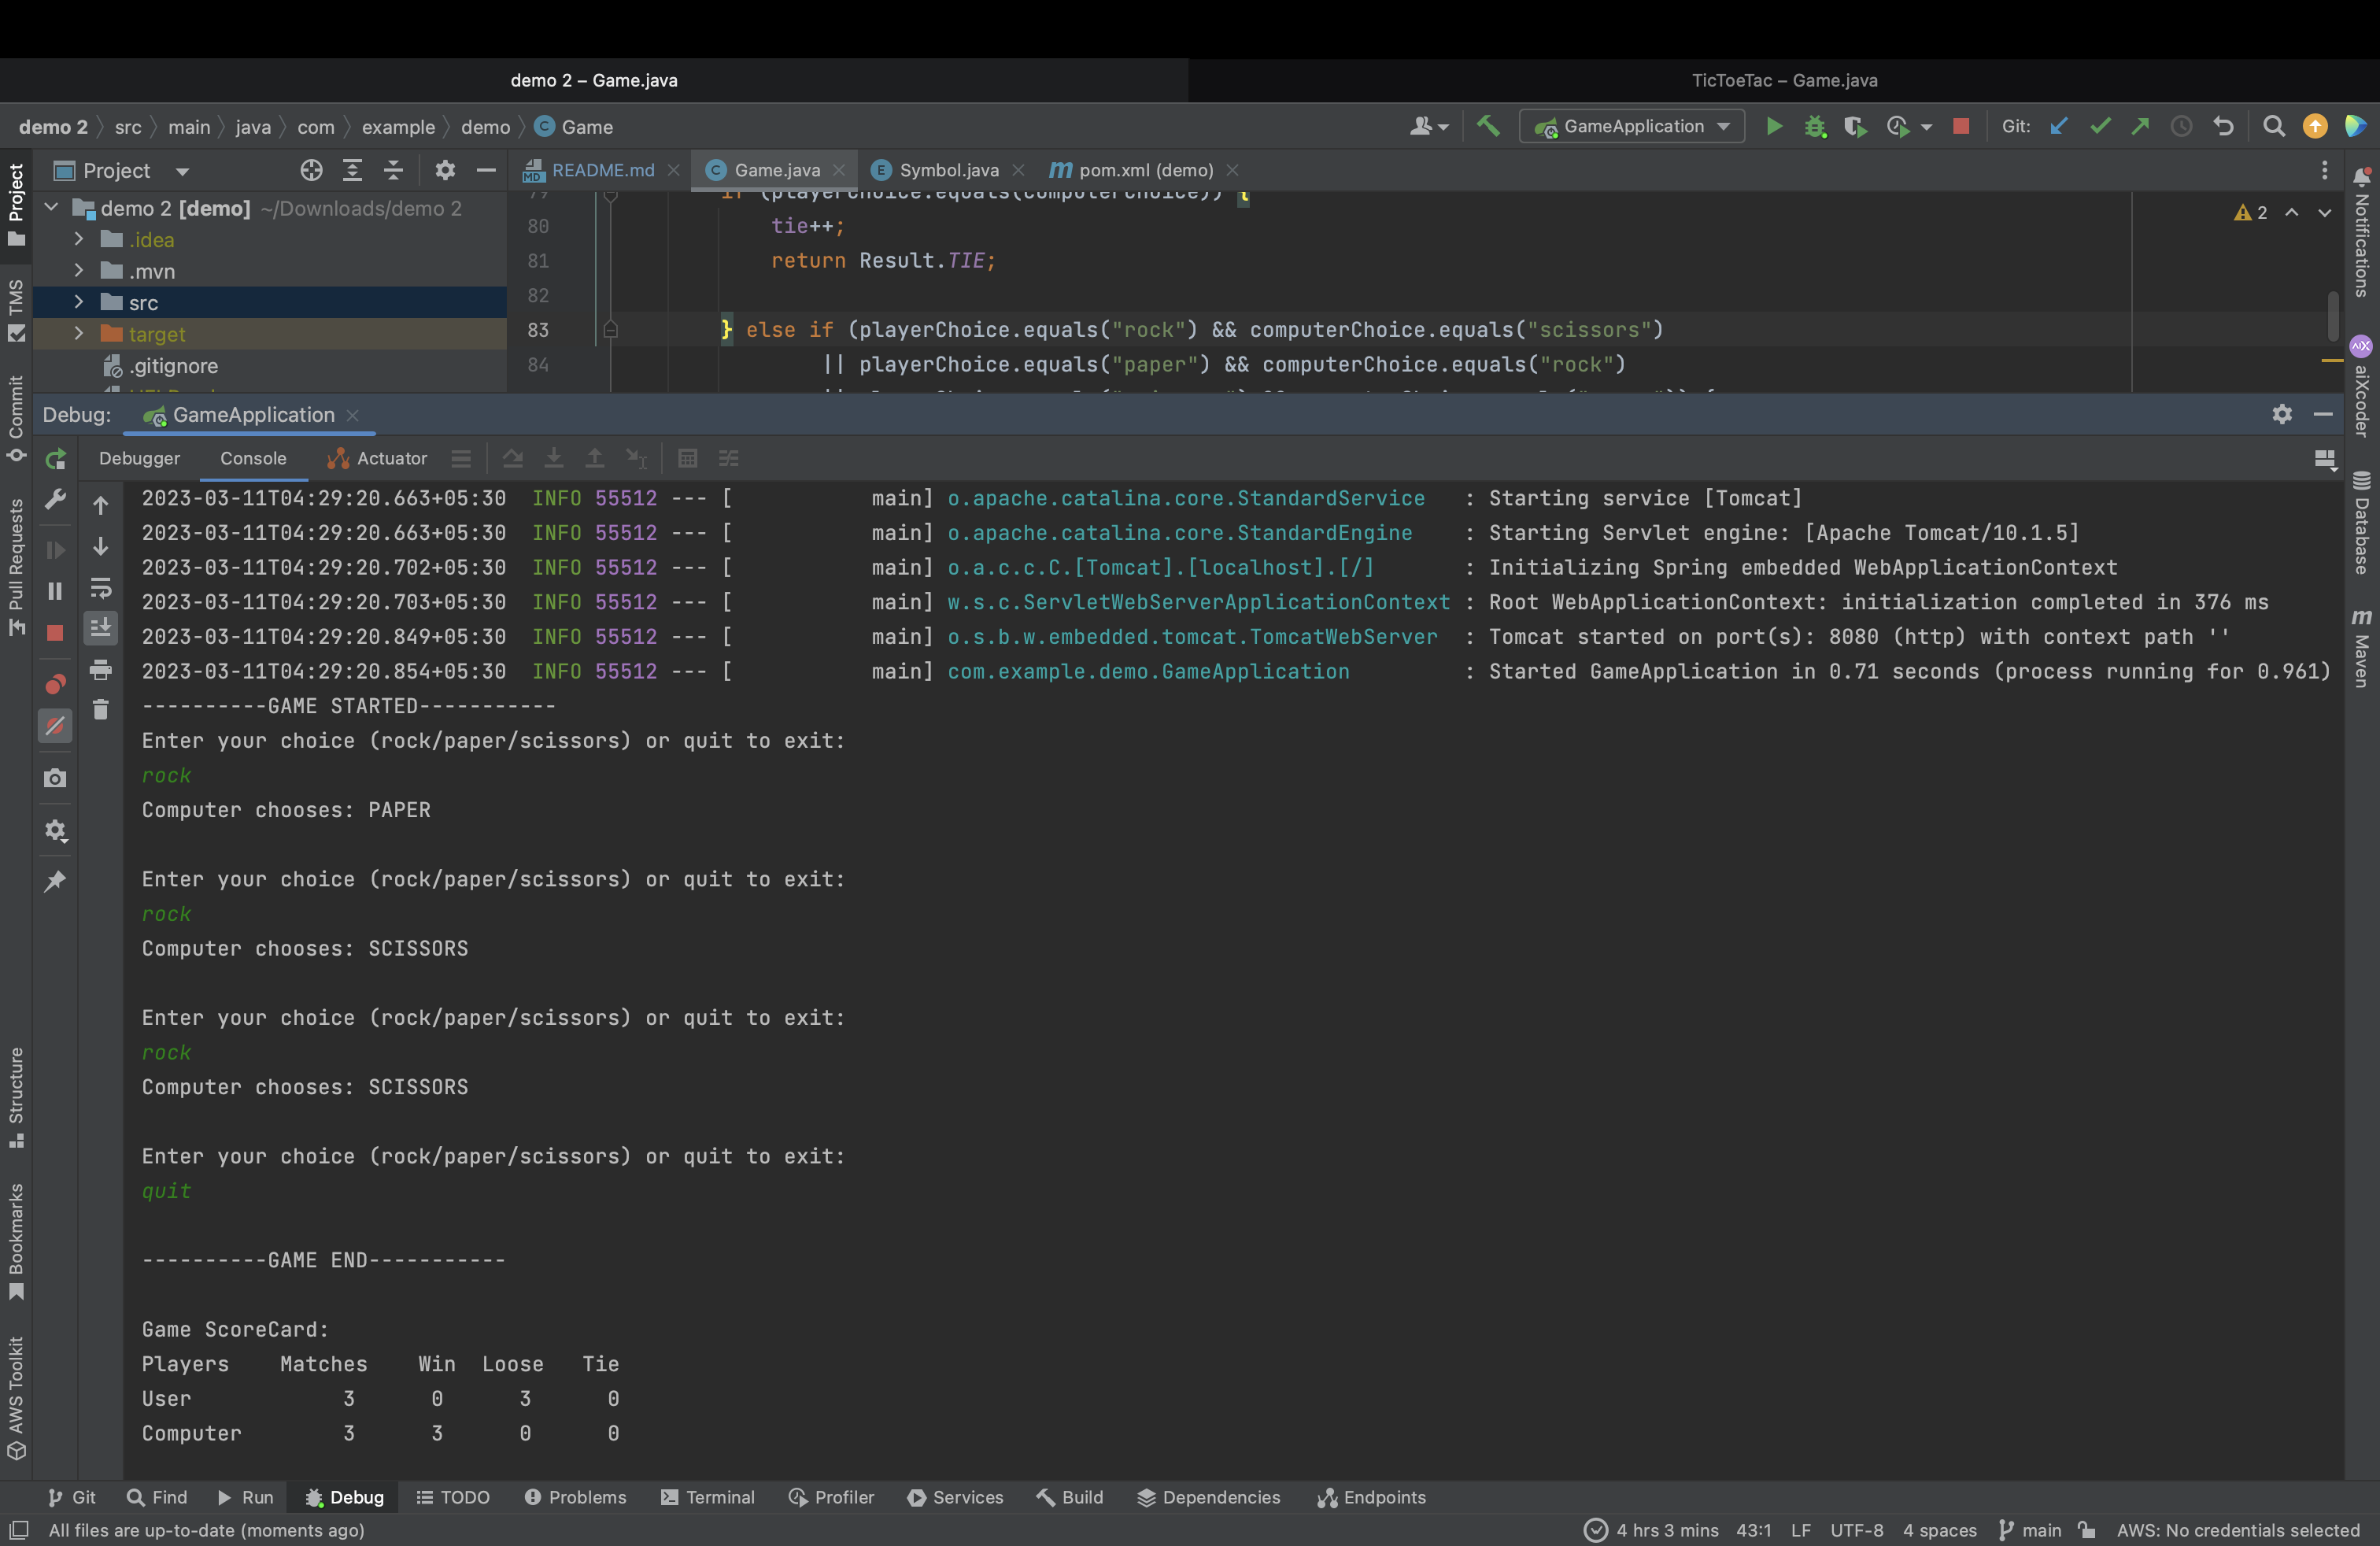 demo 2 – Game.java
TicToeTac – Game.java
demo 2 src main java com example demo Game
GameApplication
Git:
Project
README.md
Game.java
Symbol.java
pom.xml (demo)
demo 2 [demo] ~/Downloads/demo 2
.idea
.mvn
src
target
.gitignore
79 if (playerChoice.equals(computerChoice)) {
80 tie++;
81 return Result.TIE;
82
83 } else if (playerChoice.equals("rock") && computerChoice.equals("scissors")
84 || playerChoice.equals("paper") && computerChoice.equals("rock")
2
Debug: GameApplication
Debugger Console Actuator
2023-03-11T04:29:20.663+05:30 INFO 55512 --- [ main] o.apache.catalina.core.StandardService : Starting service [Tomcat]
2023-03-11T04:29:20.663+05:30 INFO 55512 --- [ main] o.apache.catalina.core.StandardEngine : Starting Servlet engine: [Apache Tomcat/10.1.5]
2023-03-11T04:29:20.702+05:30 INFO 55512 --- [ main] o.a.c.c.C.[Tomcat].[localhost].[/] : Initializing Spring embedded WebApplicationContext
2023-03-11T04:29:20.703+05:30 INFO 55512 --- [ main] w.s.c.ServletWebServerApplicationContext : Root WebApplicationContext: initialization completed in 376 ms
2023-03-11T04:29:20.849+05:30 INFO 55512 --- [ main] o.s.b.w.embedded.tomcat.TomcatWebServer : Tomcat started on port(s): 8080 (http) with context path ''
2023-03-11T04:29:20.854+05:30 INFO 55512 --- [ main] com.example.demo.GameApplication : Started GameApplication in 0.71 seconds (process running for 0.961)
----------GAME STARTED-----------
Enter your choice (rock/paper/scissors) or quit to exit:
rock
Computer chooses: PAPER
Enter your choice (rock/paper/scissors) or quit to exit:
rock
Computer chooses: SCISSORS
Enter your choice (rock/paper/scissors) or quit to exit:
rock
Computer chooses: SCISSORS
Enter your choice (rock/paper/scissors) or quit to exit:
quit
----------GAME END-----------
Game ScoreCard:
Players Matches Win Loose Tie
User 3 0 3 0
Computer 3 3 0 0
Project
TMS
Commit
Pull Requests
Structure
Bookmarks
AWS Toolkit
Notifications
aiXcoder
Database
Maven
Git Find Run Debug TODO Problems Terminal Profiler Services Build Dependencies Endpoints
All files are up-to-date (moments ago)
4 hrs 3 mins 43:1 LF UTF-8 4 spaces main AWS: No credentials selected